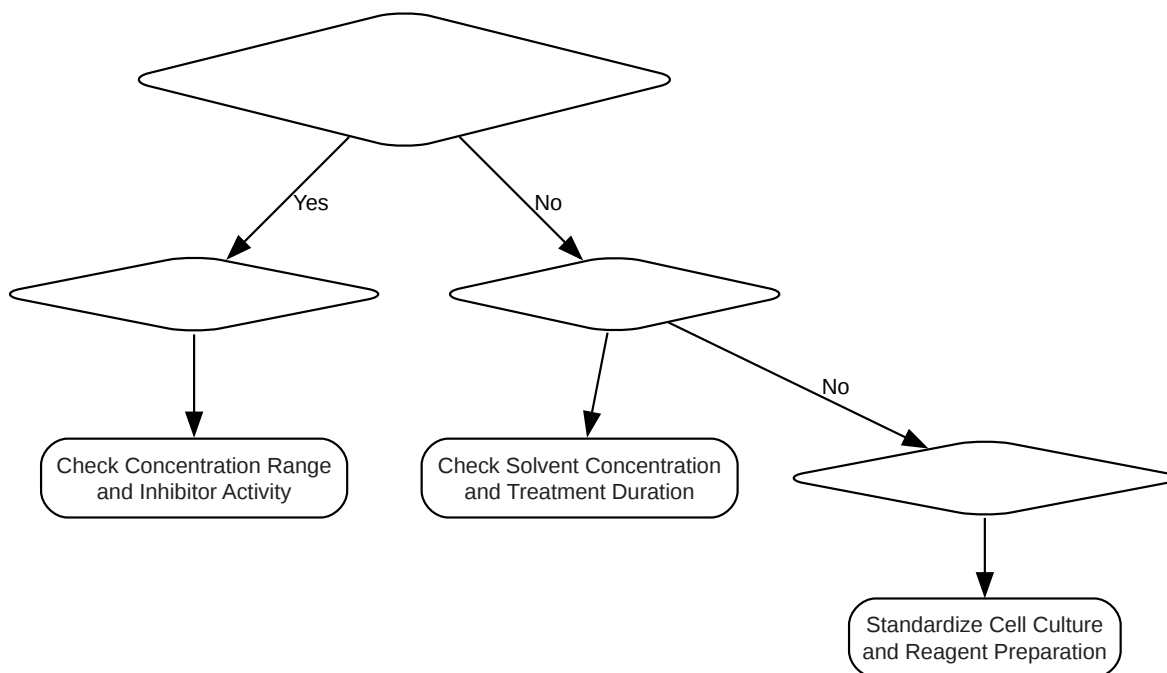 Yes
No
No
Check Concentration Range
and Inhibitor Activity
Check Solvent Concentration
and Treatment Duration
Standardize Cell Culture
and Reagent Preparation